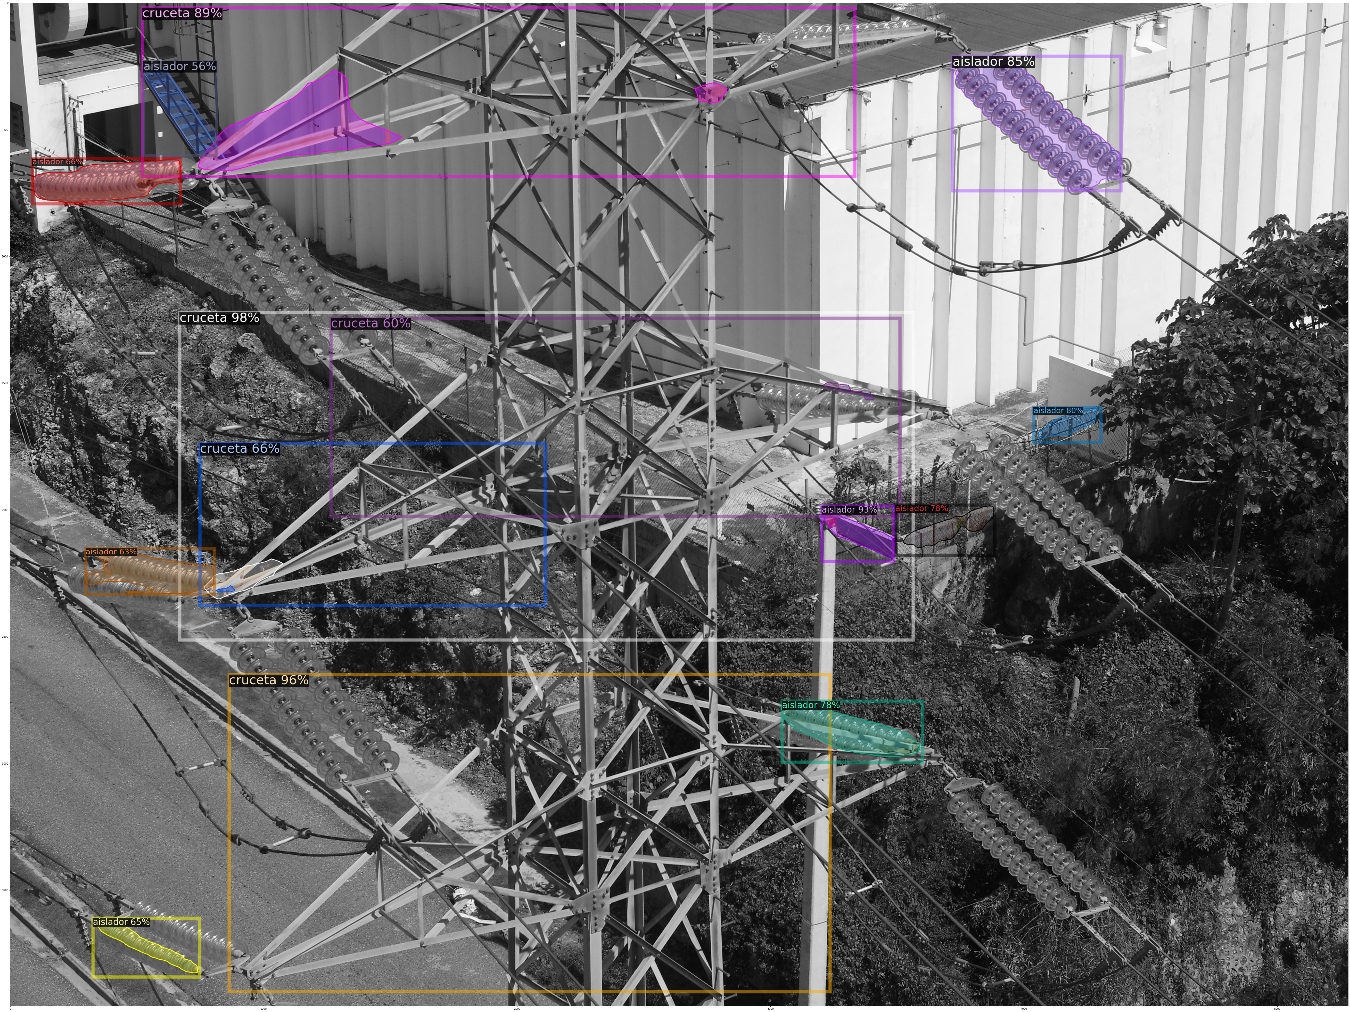 cruceta 89%
aislador 56%
aislador 85%
aislador 66%
cruceta 98%
cruceta 60%
aislador 80%
cruceta 66%
aislador 93%
aislador 76%
aislador 63%
cruceta 96%
aislador 78%
aislador 65%